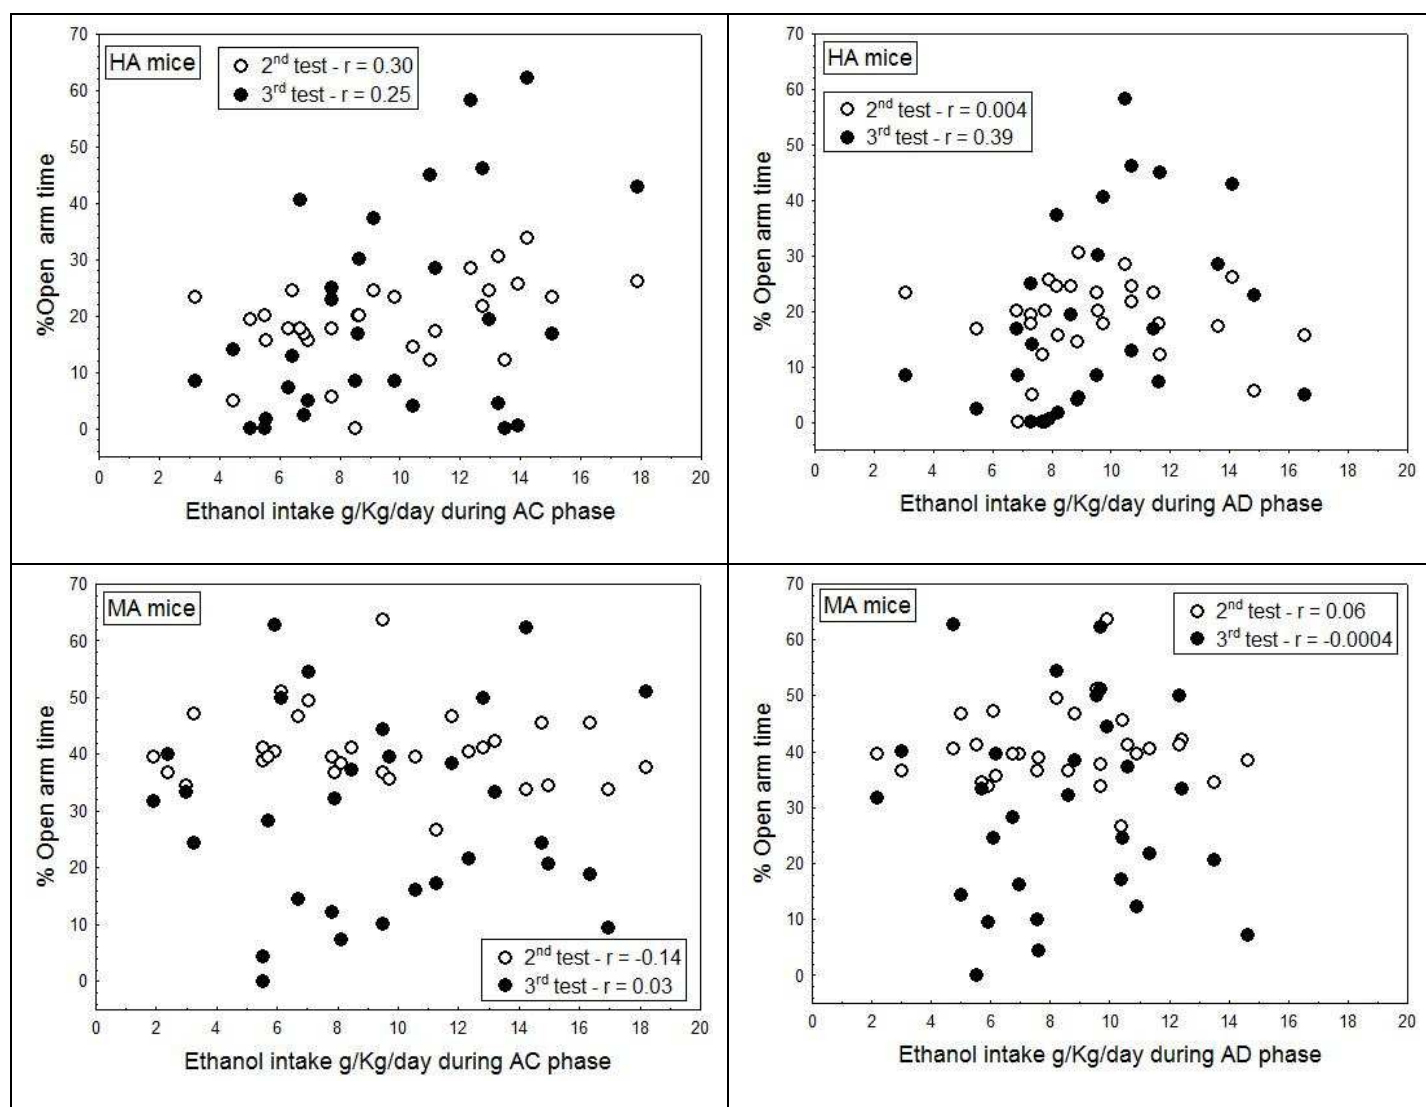 HA mice
2nd test - r = 0.30
3rd test - r = 0.25
70
60
50
40
30
20
10
0
%Open arm time
0 2 4 6 8 10 12 14 16 18 20
Ethanol intake g/Kg/day during AC phase
HA mice
2nd test - r = 0.004
3rd test - r = 0.39
70
60
50
40
30
20
10
0
% Open arm time
0 2 4 6 8 10 12 14 16 18 20
Ethanol intake g/Kg/day during AD phase
MA mice
2nd test - r = -0.14
3rd test - r = 0.03
70
60
50
40
30
20
10
0
% Open arm time
0 2 4 6 8 10 12 14 16 18 20
Ethanol intake g/Kg/day during AC phase
MA mice
2nd test - r = 0.06
3rd test - r = -0.0004
70
60
50
40
30
20
10
0
% Open arm time
0 2 4 6 8 10 12 14 16 18 20
Ethanol intake g/Kg/day during AD phase